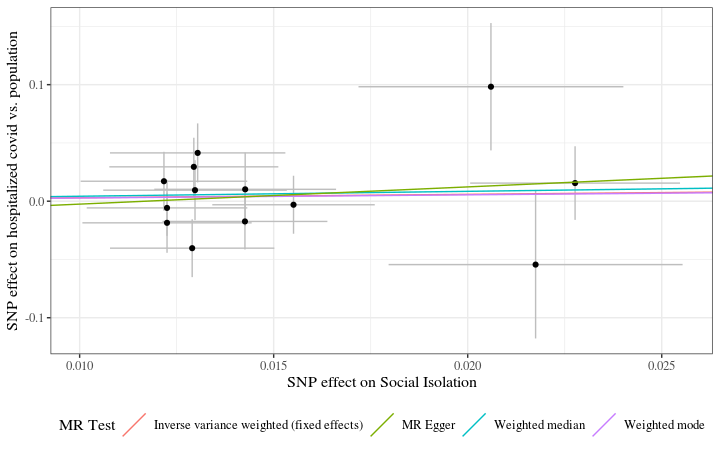 SNP effect on hospitalized covid vs. population
0.1
0.0
-0.1
0.010
0.015
0.020
0.025
SNP effect on Social Isolation
MR Test
Inverse variance weighted (fixed effects)
MR Egger
Weighted median
Weighted mode